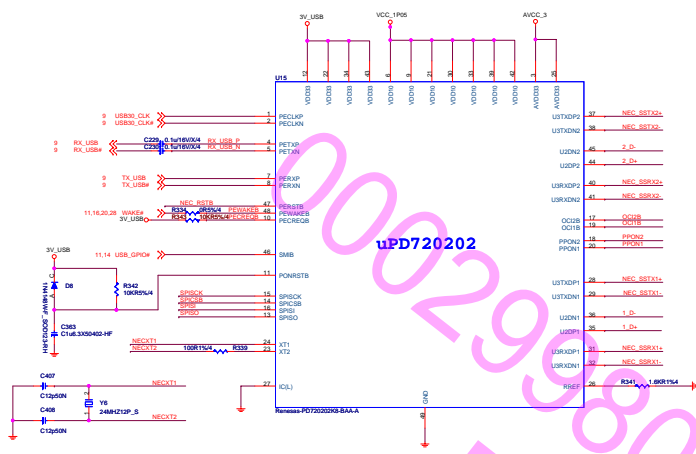 3V_USB
VCC_1P05
AVCC_3
U15
12 22 34 43 6 9 21 30 33 39 42 3 25
VDD33 VDD33 VDD33 VDD33 VDD10 VDD10 VDD10 VDD10 VDD10 VDD10 VDD10 AVDD33 AVDD33
9 USB30_CLK 1 PECLKP
9 USB30_CLK# 2 PECLKN
9 RX_USB C229 0.1u/16V/X/4 RX_USB_P 4 PETXP
9 RX_USB# C230 0.1u/16V/X/4 RX_USB_N 5 PETXN
9 TX_USB 7 PERXP
9 TX_USB# 8 PERXN
NEC_RSTB 47 PERSTB
11,16,20,28 WAKE# R334 0R5%/4 PEWAKEB 48 PEWAKEB
3V_USB R343 10KR5%/4 PECREQB 10 PECREQB
11,14 USB_GPIO# 46 SMIB
3V_USB
11 PONRSTB
D8
1N4148WF_SOD123-RH
A C
R342
10KR5%/4
C363
C1u6.3X50402-HF
SPISCK 15 SPISCK
SPICSB 14 SPICSB
SPISI 16 SPISI
SPISO 13 SPISO
NECXT1 24 XT1
NECXT2 100R1%/4 R339 23 XT2
27 IC(L)
C407
C12p50N
NECXT1
Y6
24MHZ12P_S
1 2
C408
C12p50N
NECXT2
uPD720202
U3TXDP2 37 NEC_SSTX2+
U3TXDN2 38 NEC_SSTX2-
U2DN2 45 2_D-
U2DP2 44 2_D+
U3RXDP2 40 NEC_SSRX2+
U3RXDN2 41 NEC_SSRX2-
OCI2B 17 OCI2B
OCI1B 19 OCI1B
PPON2 18 PPON2
PPON1 20 PPON1
U3TXDP1 28 NEC_SSTX1+
U3TXDN1 29 NEC_SSTX1-
U2DN1 36 1_D-
U2DP1 35 1_D+
U3RXDP1 31 NEC_SSRX1+
U3RXDN1 32 NEC_SSRX1-
RREF 26 R341 1.6KR1%4
GND
49
Renesas-PD720202K8-BAA-A
00029980